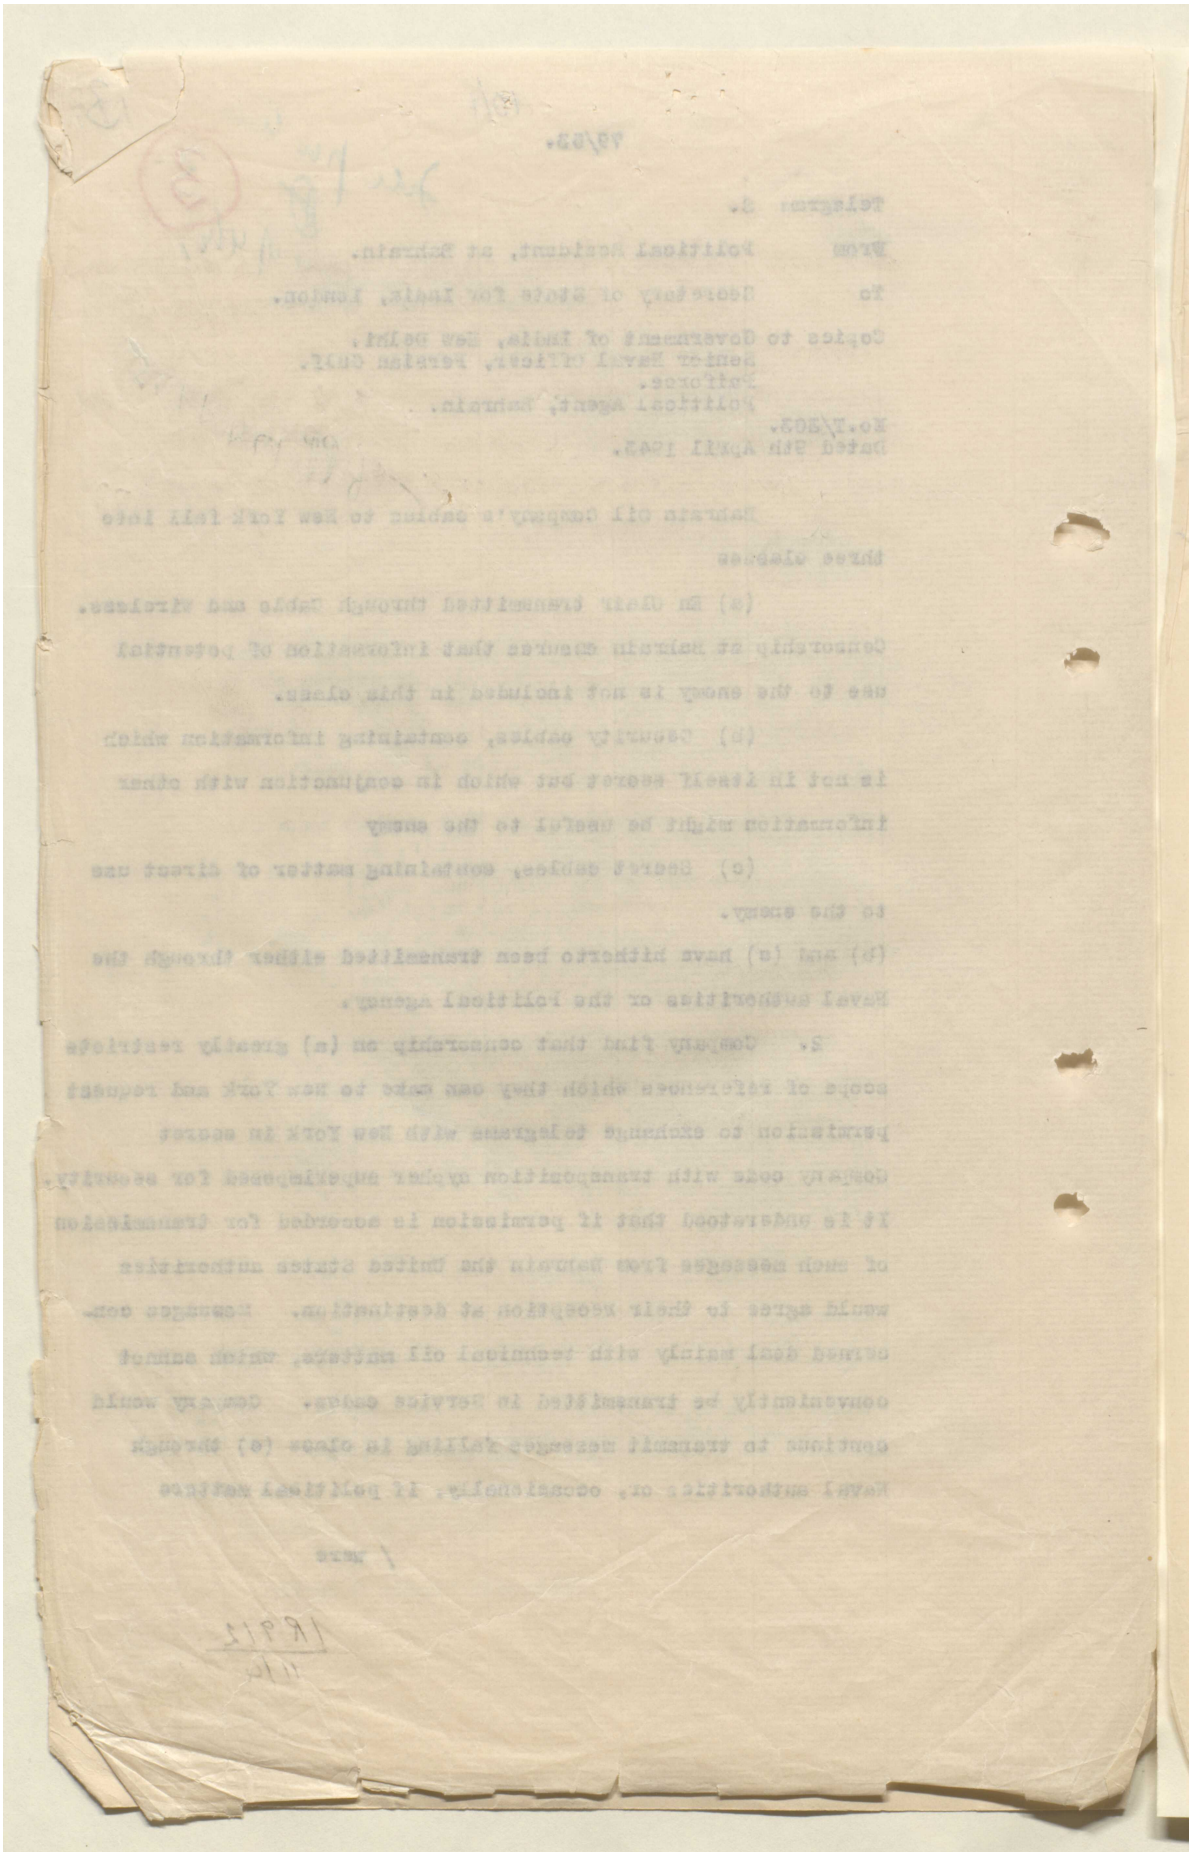 79/53.
Telegram S.
From Political Resident, at Bahrain.
To Secretary of State for India, London.
Copies to Government of India, New Delhi.
Senior Naval Officer, Persian Gulf.
Paiforce.
Political Agent, Bahrain.
No.T/203.
Dated 9th April 1943.
Bahrain Oil Company's cables to New York fall into
three classes
(a) En Clair transmitted through Cable and Wireless.
Censorship at Bahrain ensures that information of potential
use to the enemy is not included in this class.
(b) Security cables, containing information which
is not in itself secret but which in conjunction with other
information might be useful to the enemy
(c) Secret cables, containing matter of direct use
to the enemy.
(b) and (c) have hitherto been transmitted either through the
Naval authorities or the Political Agency.
2. Company find that censorship on (a) greatly restricts
scope of references which they can make to New York and request
permission to exchange telegrams with New York in secret
Company code with transposition cypher superimposed for security.
It is understood that if permission is accorded for transmission
of such messages from Bahrain the United States authorities
would agree to their reception at destination. Messages con-
cerned deal mainly with technical oil matters, which cannot
conveniently be transmitted in Service codes. Company would
continue to transmit messages falling in class (c) through
Naval authorities or, occasionally, if political matters
/ were
3
1R 912
11/4